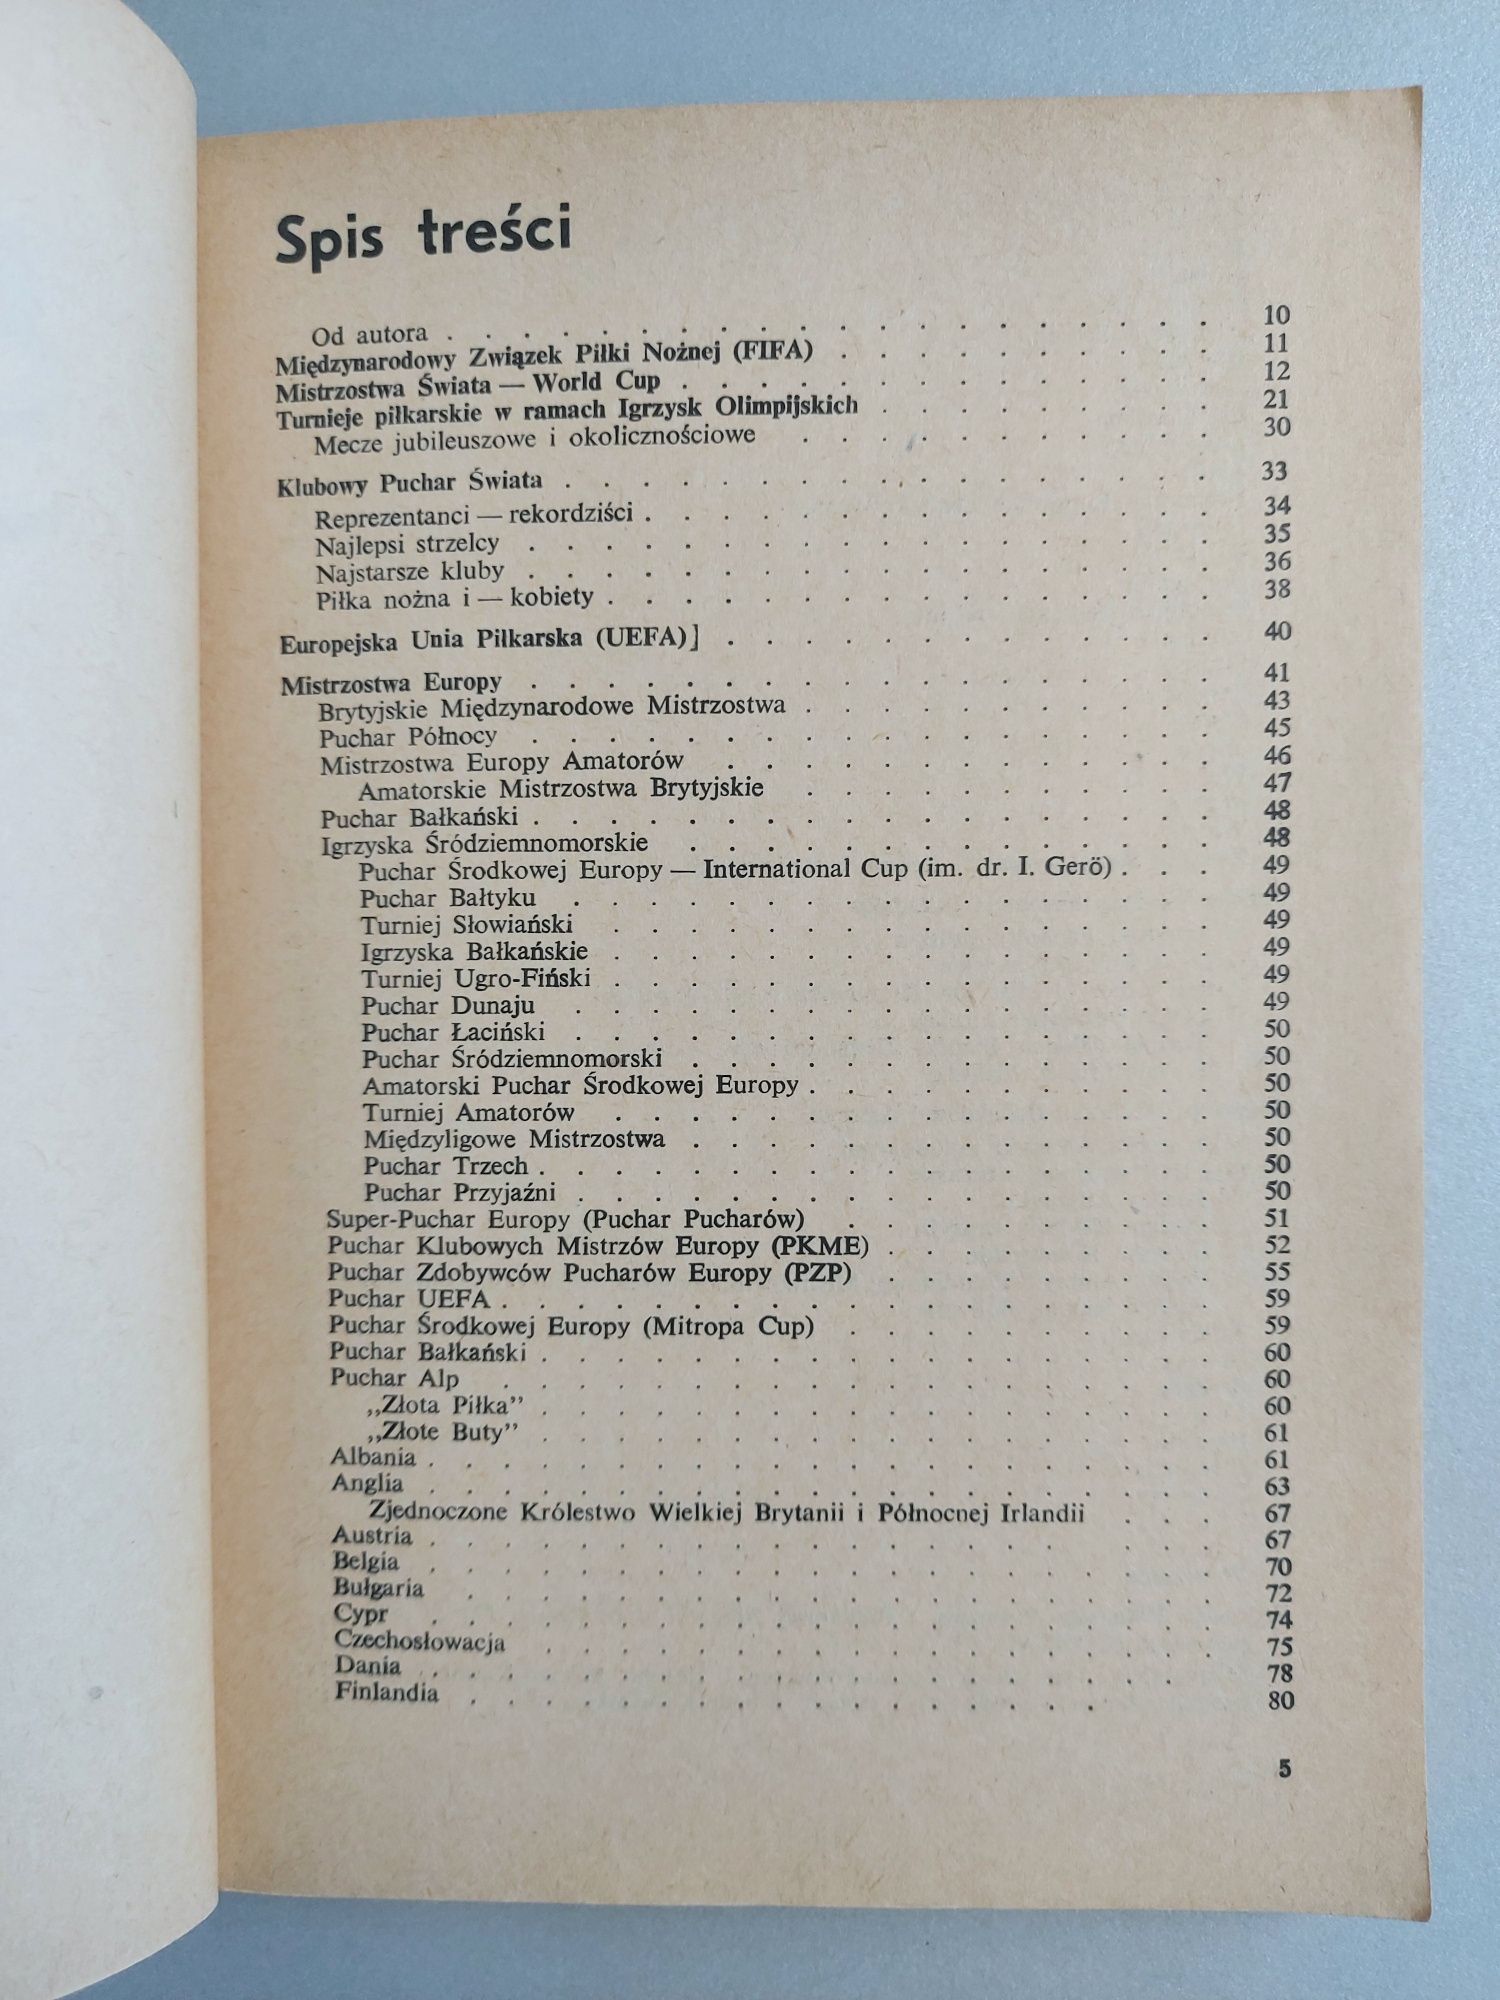 Spis treści
Od autora . . . . . . . . . . . . . . . . . . . . 10
Międzynarodowy Związek Piłki Nożnej (FIFA) . . . . . . . . . . 11
Mistrzostwa Świata — World Cup . . . . . . . . . . . . . . 12
Turnieje piłkarskie w ramach Igrzysk Olimpijskich . . . . . . . . . 21
Mecze jubileuszowe i okolicznościowe . . . . . . . . . . . 30
Klubowy Puchar Świata . . . . . . . . . . . . . . . . . 33
Reprezentanci — rekordziści . . . . . . . . . . . . . . . 34
Najlepsi strzelcy . . . . . . . . . . . . . . . . . . 35
Najstarsze kluby . . . . . . . . . . . . . . . . . . 36
Piłka nożna i — kobiety . . . . . . . . . . . . . . . . 38
Europejska Unia Piłkarska (UEFA)] . . . . . . . . . . . . . 40
Mistrzostwa Europy . . . . . . . . . . . . . . . . . . 41
Brytyjskie Międzynarodowe Mistrzostwa . . . . . . . . . . . 43
Puchar Północy . . . . . . . . . . . . . . . . . . 45
Mistrzostwa Europy Amatorów . . . . . . . . . . . . . 46
Amatorskie Mistrzostwa Brytyjskie . . . . . . . . . . . 47
Puchar Bałkański . . . . . . . . . . . . . . . . . . 48
Igrzyska Śródziemnomorskie . . . . . . . . . . . . . . 48
Puchar Środkowej Europy — International Cup (im. dr. I. Gerö) . . . 49
Puchar Bałtyku . . . . . . . . . . . . . . . . . 49
Turniej Słowiański . . . . . . . . . . . . . . . . 49
Igrzyska Bałkańskie . . . . . . . . . . . . . . . . 49
Turniej Ugro-Fiński . . . . . . . . . . . . . . . . 49
Puchar Dunaju . . . . . . . . . . . . . . . . . 49
Puchar Łaciński . . . . . . . . . . . . . . . . . 50
Puchar Śródziemnomorski . . . . . . . . . . . . . . 50
Amatorski Puchar Środkowej Europy . . . . . . . . . . . 50
Turniej Amatorów . . . . . . . . . . . . . . . . 50
Międzyligowe Mistrzostwa . . . . . . . . . . . . . . 50
Puchar Trzech . . . . . . . . . . . . . . . . . . 50
Puchar Przyjaźni . . . . . . . . . . . . . . . . . 50
Super-Puchar Europy (Puchar Pucharów) . . . . . . . . . . 51
Puchar Klubowych Mistrzów Europy (PKME) . . . . . . . . . 52
Puchar Zdobywców Pucharów Europy (PZP) . . . . . . . . . 55
Puchar UEFA . . . . . . . . . . . . . . . . . . . 59
Puchar Środkowej Europy (Mitropa Cup) . . . . . . . . . . 59
Puchar Bałkański . . . . . . . . . . . . . . . . . . 60
Puchar Alp . . . . . . . . . . . . . . . . . . . 60
„Złota Piłka” . . . . . . . . . . . . . . . . . . 60
„Złote Buty” . . . . . . . . . . . . . . . . . . 61
Albania . . . . . . . . . . . . . . . . . . . . . 61
Anglia . . . . . . . . . . . . . . . . . . . . . 63
Zjednoczone Królestwo Wielkiej Brytanii i Północnej Irlandii . . . 67
Austria . . . . . . . . . . . . . . . . . . . . . 67
Belgia . . . . . . . . . . . . . . . . . . . . . 70
Bułgaria . . . . . . . . . . . . . . . . . . . . 72
Cypr . . . . . . . . . . . . . . . . . . . . . 74
Czechosłowacja . . . . . . . . . . . . . . . . . . 75
Dania . . . . . . . . . . . . . . . . . . . . 78
Finlandia . . . . . . . . . . . . . . . . . 80
5